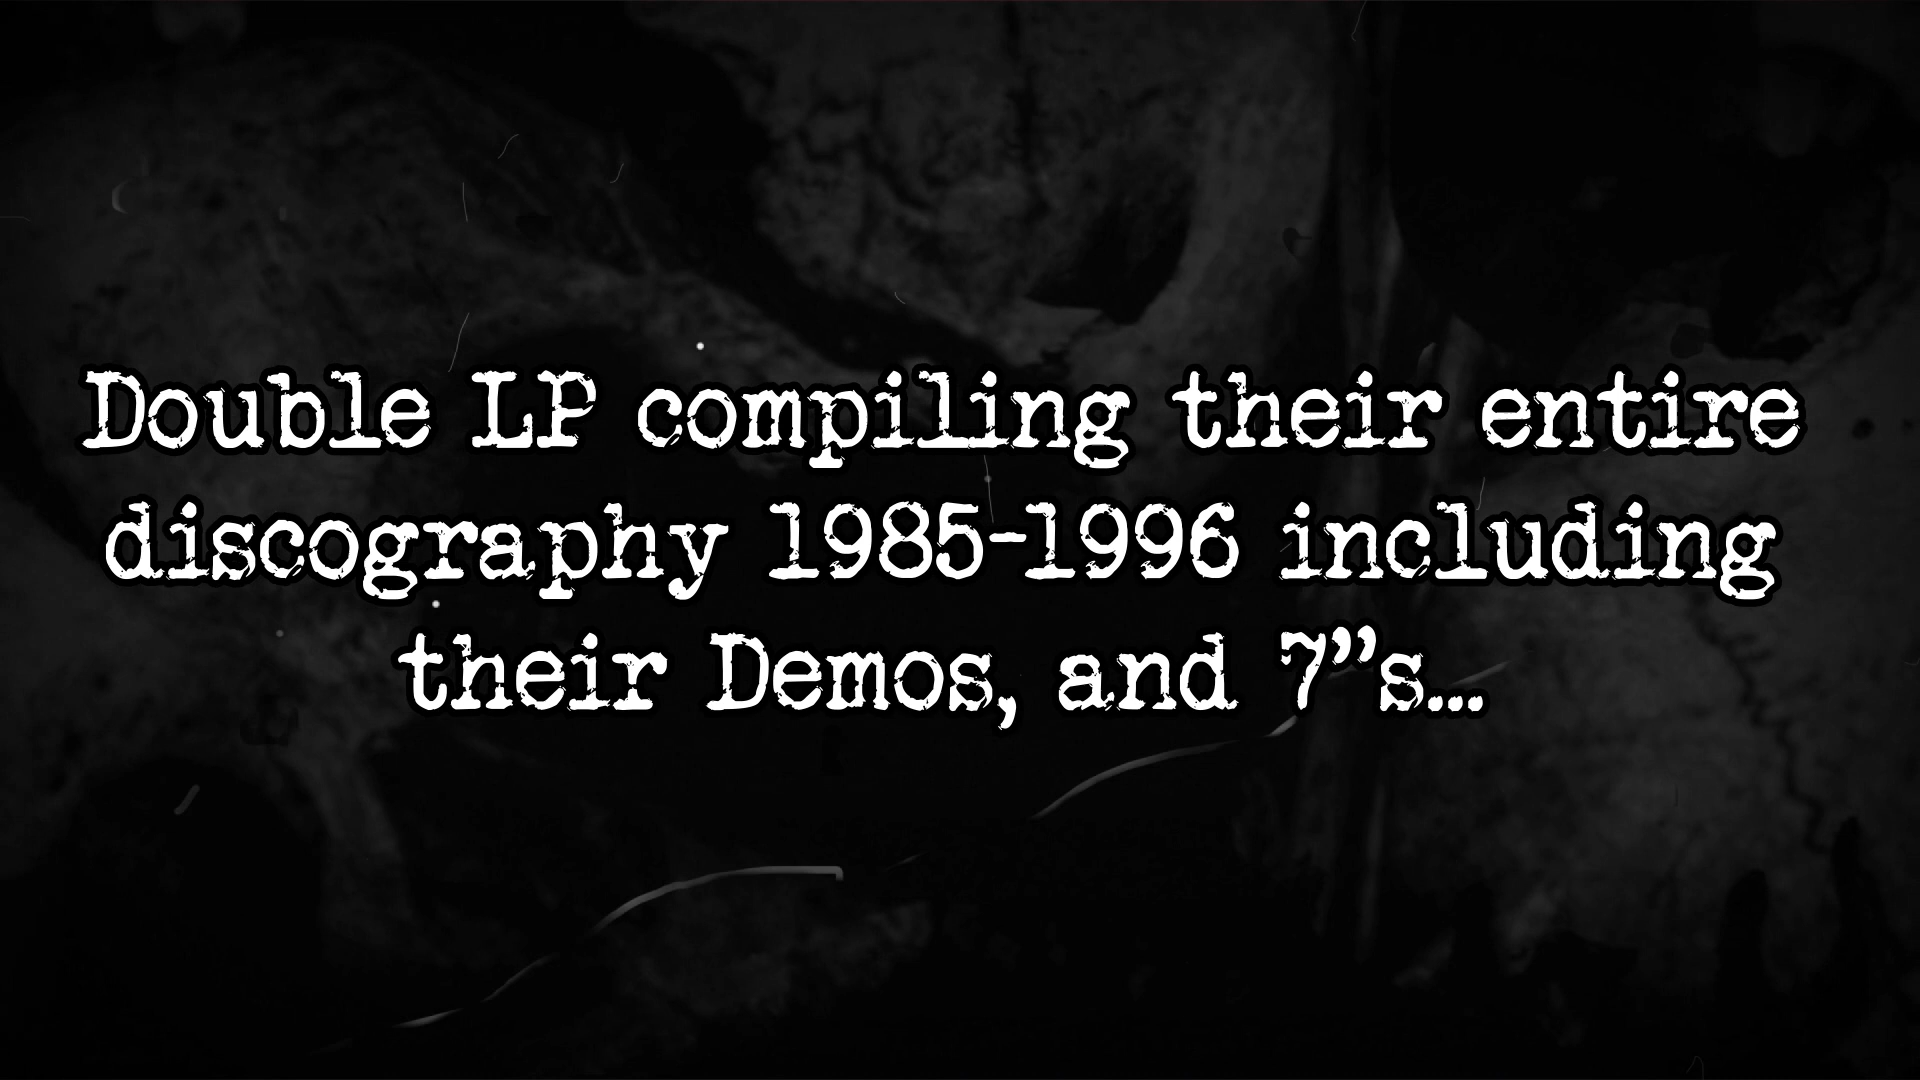 Double LP compiling their entire
discography 1985-1996 including
their Demos, and 7”s...